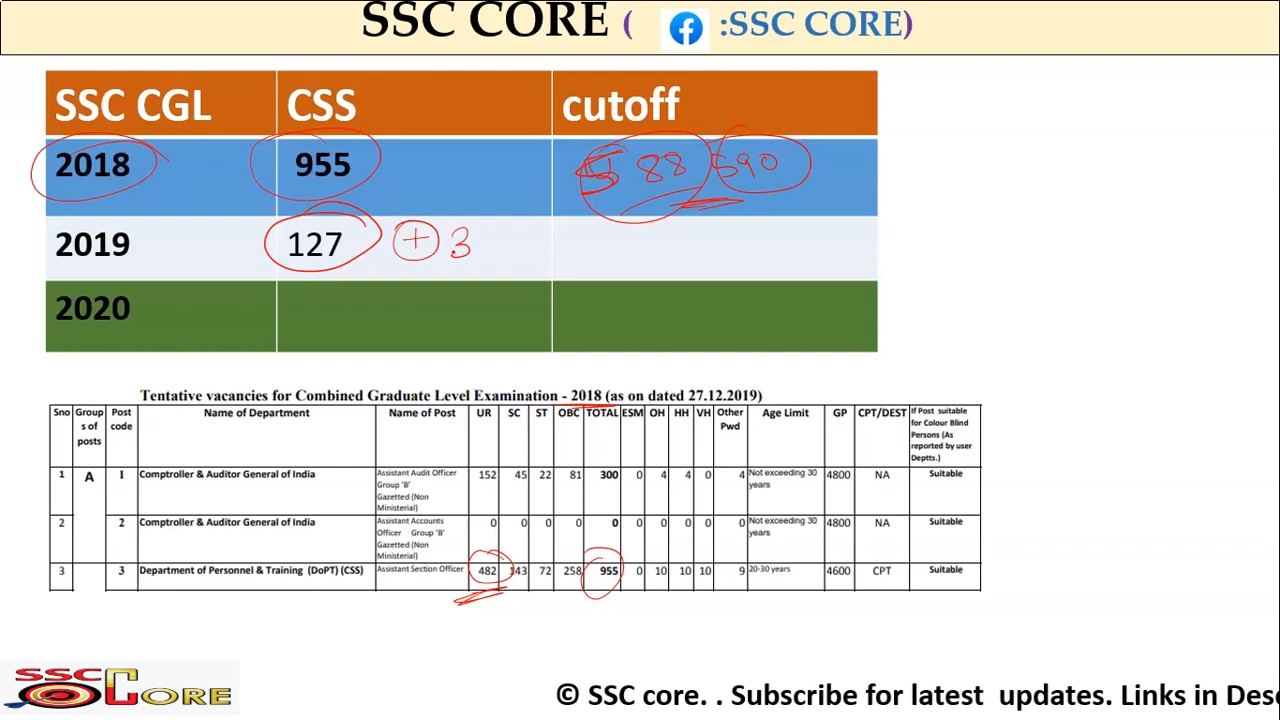 SSC CORE ( :SSC CORE)
SSC CGL CSS cutoff
2018 955 588 590
2019 127 + 3
2020
Tentative vacancies for Combined Graduate Level Examination - 2018 (as on dated 27.12.2019)
Sno Group s of posts Post code Name of Department Name of Post UR SC ST OBC TOTAL ESM OH HH VH Other Pwd Age Limit GP CPT/DEST If Post suitable for Colour Blind Persons (As reported by user Deptts.)
1 A 1 Comptroller & Auditor General of India Assistant Audit Officer Group 'B' Gazetted (Non Ministerial) 152 45 22 81 300 0 4 4 0 4 Not exceeding 30 years 4800 NA Suitable
2 2 Comptroller & Auditor General of India Assistant Accounts Officer Group 'B' Gazetted (Non Ministerial) 0 0 0 0 0 0 0 0 0 0 Not exceeding 30 years 4800 NA Suitable
3 3 Department of Personnel & Training (DoPT) (CSS) Assistant Section Officer 482 143 72 258 955 0 10 10 10 9 20-30 years 4600 CPT Suitable
SSC CORE
© SSC core. . Subscribe for latest updates. Links in Desc